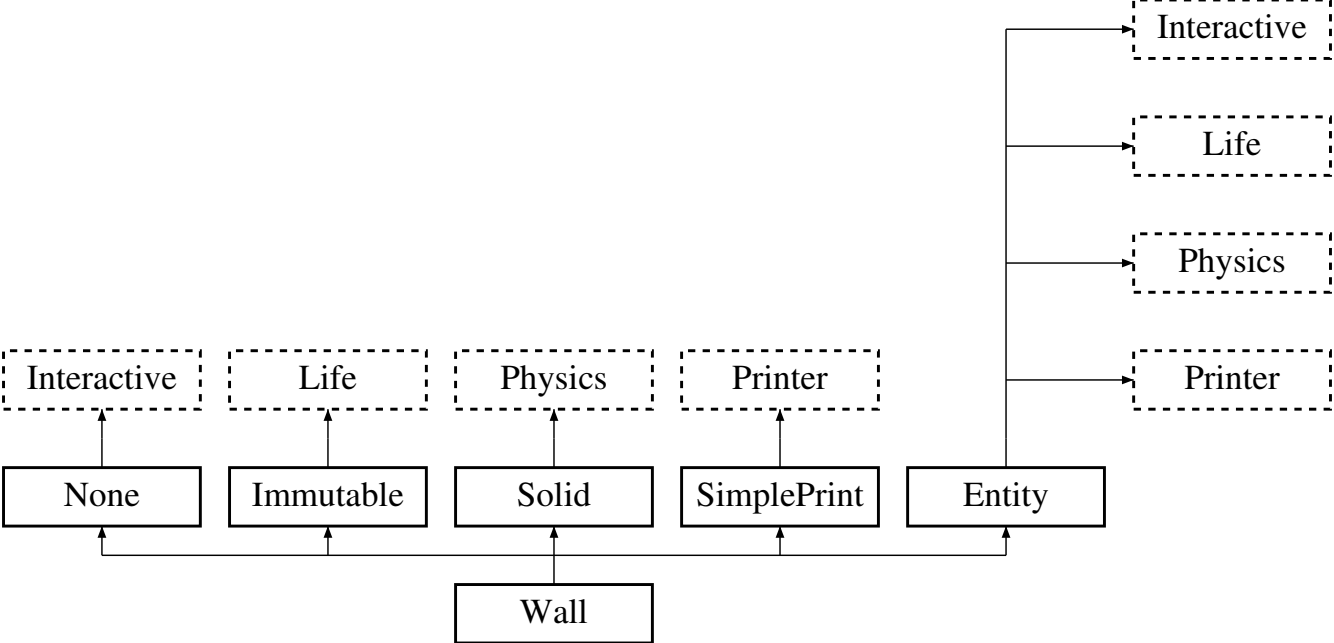 Interactive
Life
Physics
Interactive Life Physics Printer Printer
None Immutable Solid SimplePrint Entity
Wall